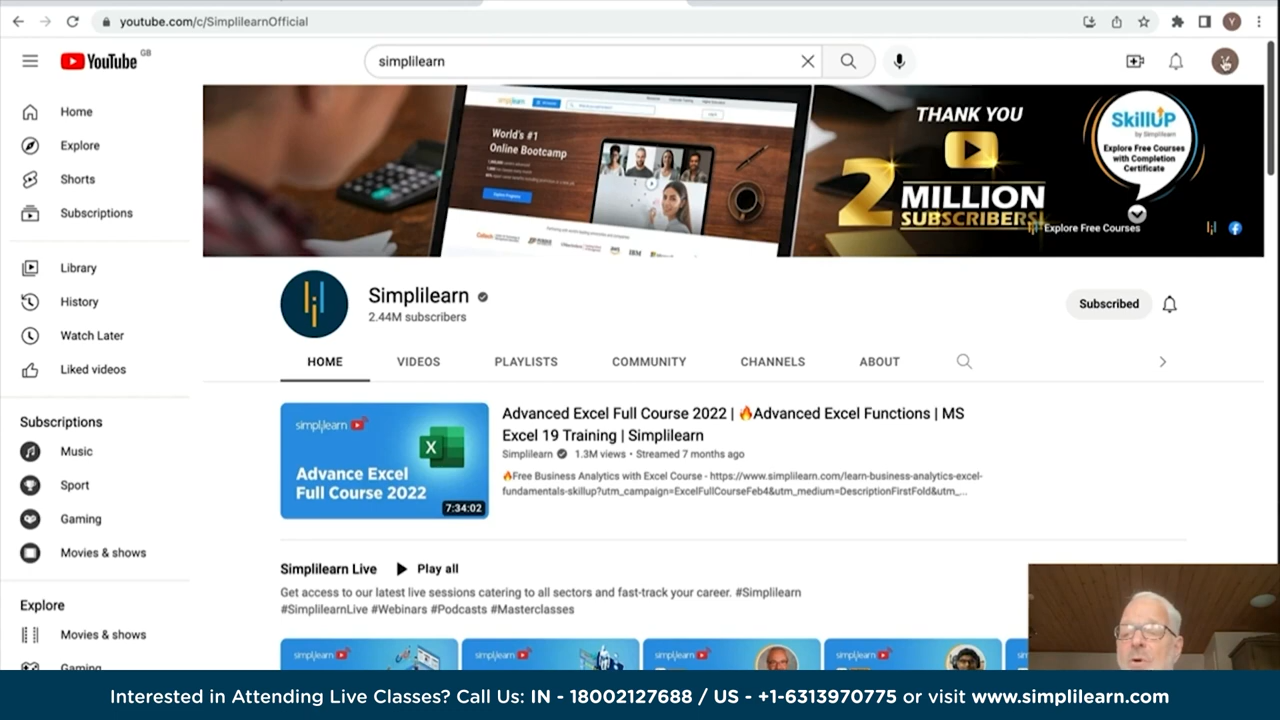 youtube.com/c/SimplilearnOfficial
YouTube GB
simplilearn
Home
Explore
Shorts
Subscriptions
Library
History
Watch Later
Liked videos
Subscriptions
Music
Sport
Gaming
Movies & shows
Explore
Movies & shows
Gaming
World's #1
Online Bootcamp
THANK YOU
2 MILLION
SUBSCRIBERS!
SkillUP
by Simplilearn
Explore Free Courses
with Completion
Certificate
Explore Free Courses
Simplilearn
2.44M subscribers
Subscribed
HOME
VIDEOS
PLAYLISTS
COMMUNITY
CHANNELS
ABOUT
simplilearn
Advance Excel
Full Course 2022
7:34:02
Advanced Excel Full Course 2022 | 🔥Advanced Excel Functions | MS
Excel 19 Training | Simplilearn
Simplilearn 1.3M views • Streamed 7 months ago
🔥Free Business Analytics with Excel Course - https://www.simplilearn.com/learn-business-analytics-excel-
fundamentals-skillup?utm_campaign=ExcelFullCourseFeb4&utm_medium=DescriptionFirstFold&utm_...
Simplilearn Live
Play all
Get access to our latest live sessions catering to all sectors and fast-track your career. #Simplilearn
#SimplilearnLive #Webinars #Podcasts #Masterclasses
simplilearn
simplilearn
simplilearn
simplilearn
Interested in Attending Live Classes? Call Us: IN - 18002127688 / US - +1-6313970775 or visit www.simplilearn.com